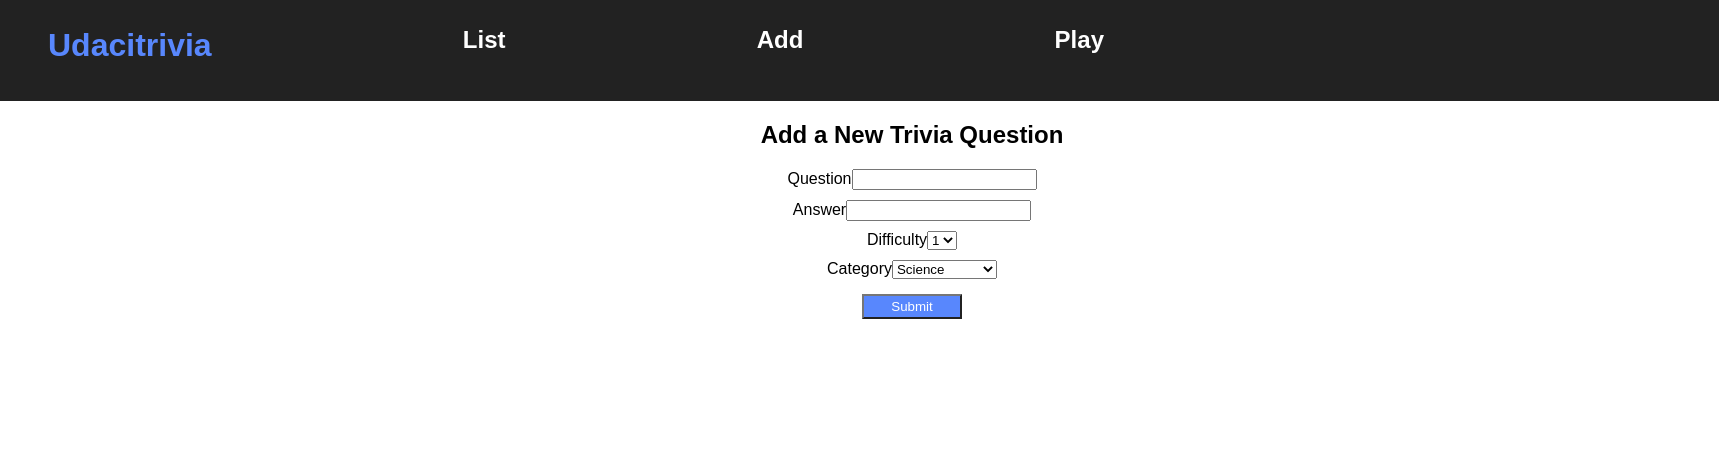 Udacitrivia List Add Play
Add a New Trivia Question
Question
Answer
Difficulty 1
Category Science
Submit